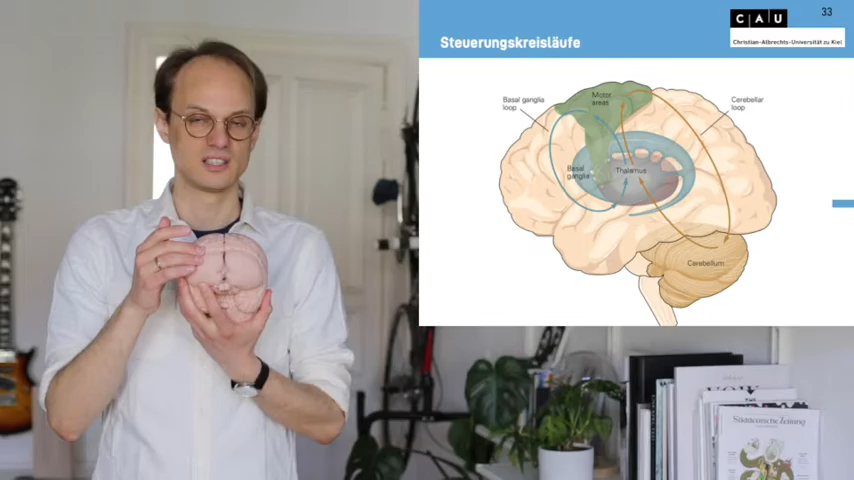 33
CAU
Christian-Albrechts-Universität zu Kiel
Steuerungskreisläufe
Basal ganglia
loop
Motor
areas
Cerebellar
loop
Basal
ganglia
Thalamus
Cerebellum
Süddeutsche Zeitung